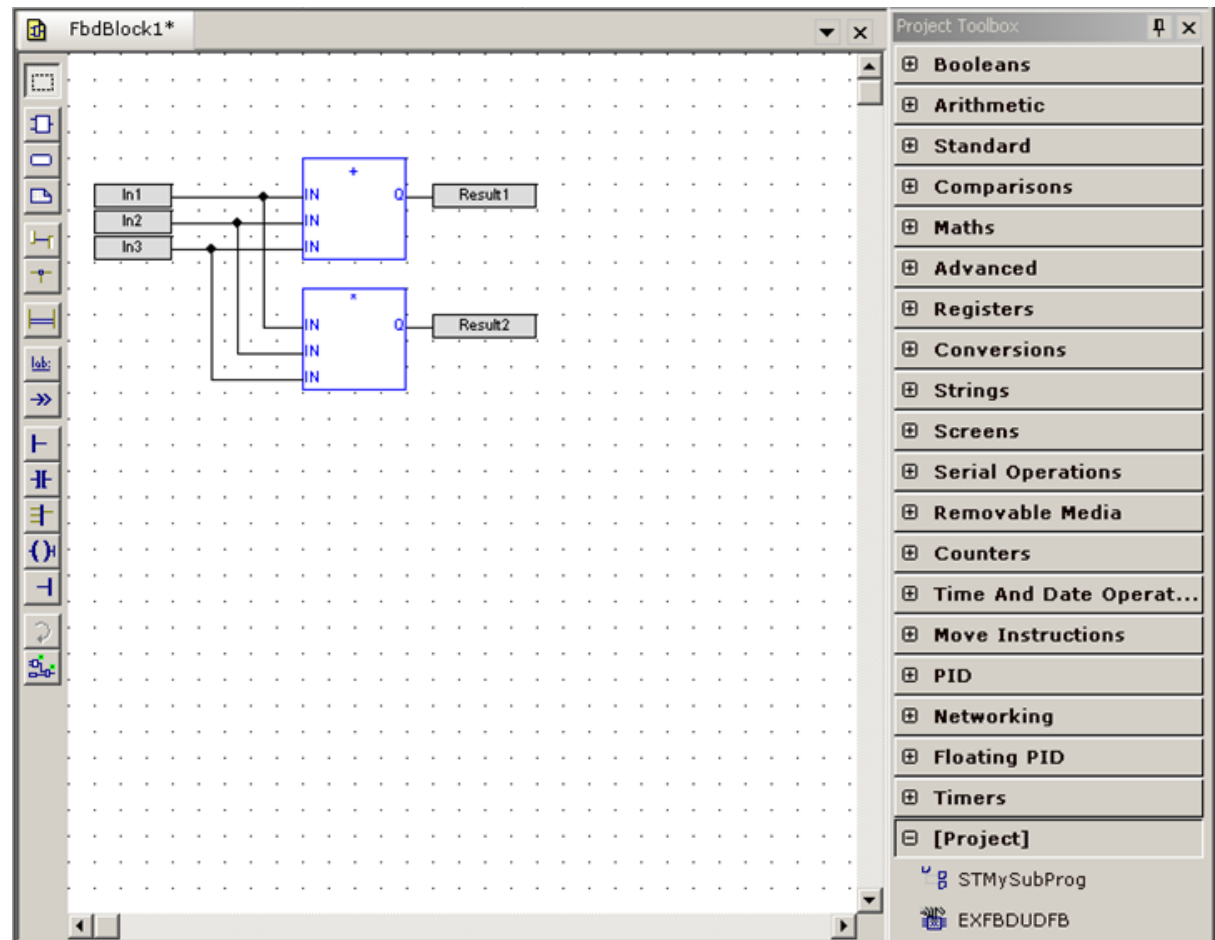 FbdBlock1*
Project Toolbox
In1
In2
In3
+
IN
Q
IN
IN
Result1
*
IN
Q
IN
IN
Result2
lab:
Booleans
Arithmetic
Standard
Comparisons
Maths
Advanced
Registers
Conversions
Strings
Screens
Serial Operations
Removable Media
Counters
Time And Date Operat...
Move Instructions
PID
Networking
Floating PID
Timers
[Project]
STMySubProg
EXFBDUDFB